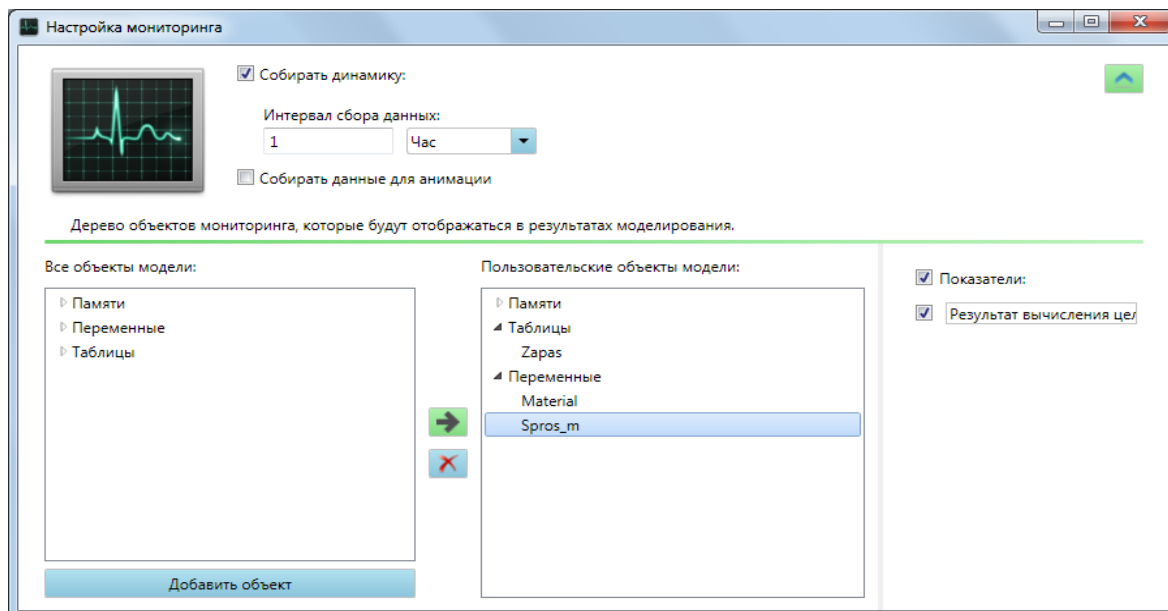 Настройка мониторинга
Собирать динамику:
Интервал сбора данных:
1 Час
Собирать данные для анимации
Дерево объектов мониторинга, которые будут отображаться в результатах моделирования.
Все объекты модели:
Памяти
Переменные
Таблицы
Добавить объект
Пользовательские объекты модели:
Памяти
Таблицы
Zapas
Переменные
Material
Spros_m
Показатели:
Результат вычисления цел